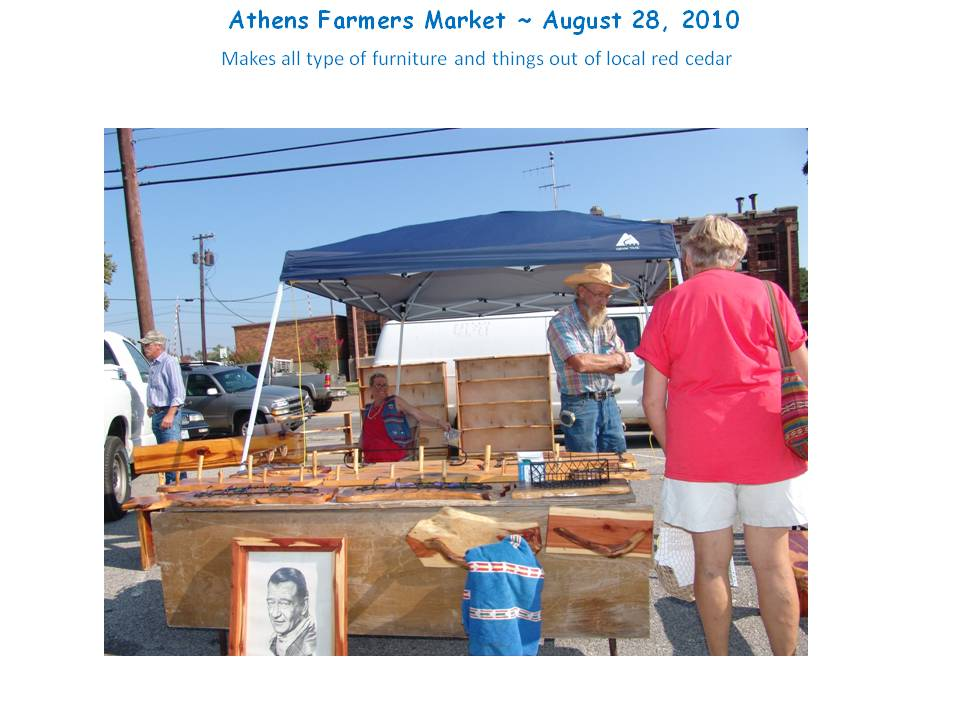 Athens Farmers Market ~ August 28, 2010
Makes all type of furniture and things out of local red cedar